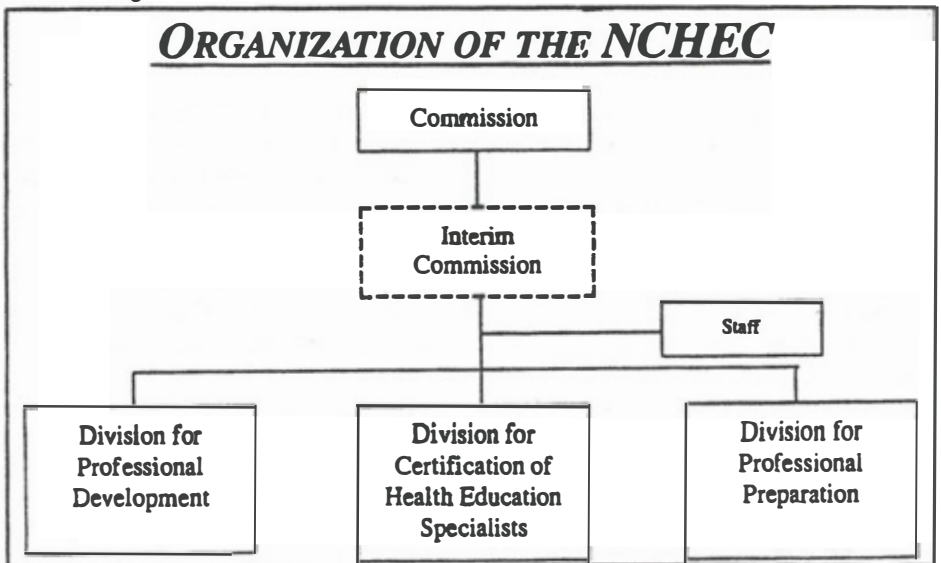 ORGANIZATION OF THE NCHEC
Commission
Interim
Commission
Staff
Division for
Professional
Development
Division for
Certification of
Health Education
Specialists
Division for
Professional
Preparation